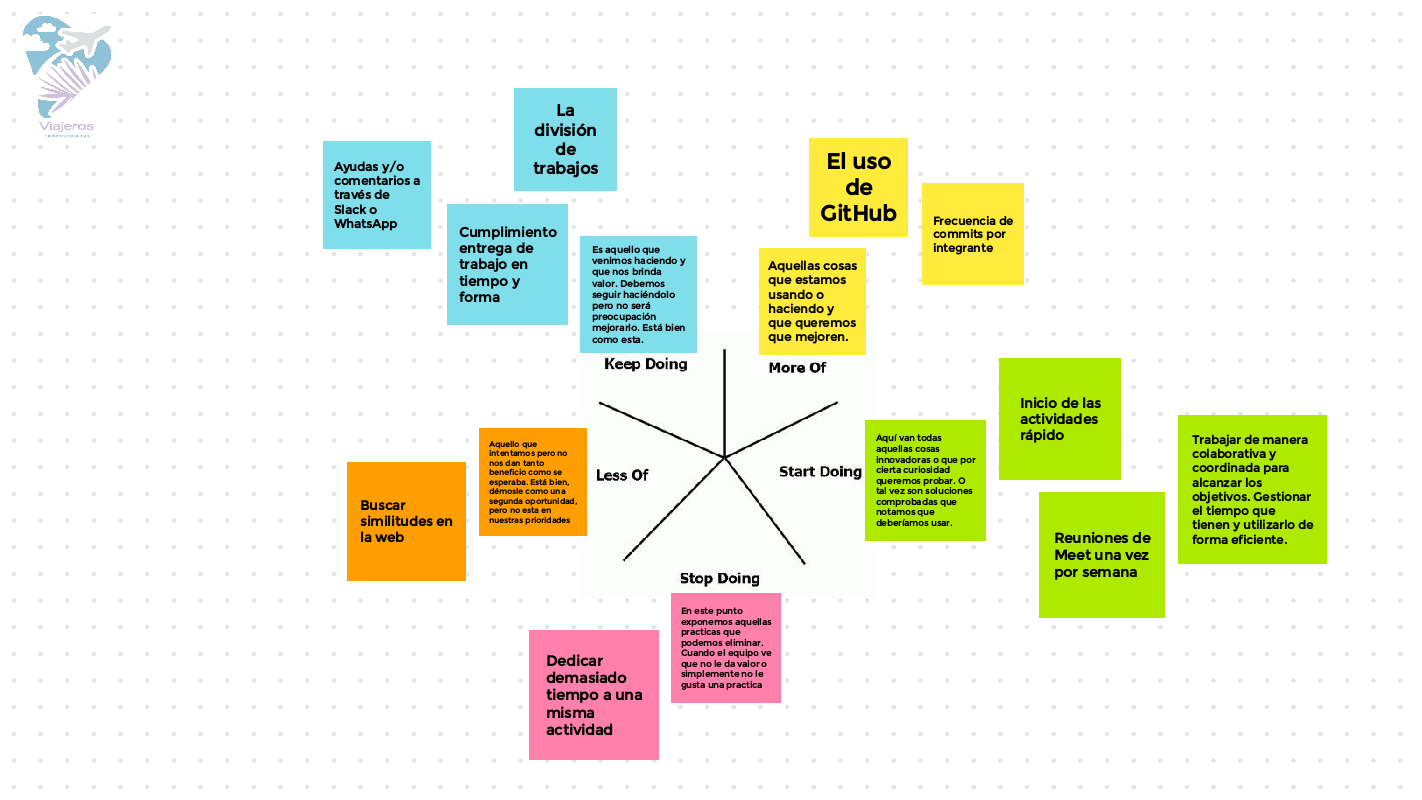 Viajeros
La
división
de
trabajos
Ayudas y/o
comentarios a
través de
Slack o
WhatsApp
Cumplimiento
entrega de
trabajo en
tiempo y
forma
Es aquello que
venimos haciendo y
que nos brinda
valor. Debemos
seguir haciéndolo
pero no será
preocupación
mejorarlo. Está bien
como esta.
Keep Doing
El uso
de
GitHub
Frecuencia de
commits por
integrante
Aquellas cosas
que estamos
usando o
haciendo y
que queremos
que mejoren.
More Of
Inicio de las
actividades
rápido
Trabajar de manera
colaborativa y
coordinada para
alcanzar los
objetivos. Gestionar
el tiempo que
tienen y utilizarlo de
forma eficiente.
Aquí van todas
aquellas cosas
innovadoras o que por
cierta curiosidad
queremos probar. O
tal vez son soluciones
comprobadas que
notamos que
deberíamos usar.
Start Doing
Reuniones de
Meet una vez
por semana
Aquello que
intentamos pero no
nos dan tanto
beneficio como se
esperaba. Está bien,
démosle como una
segunda oportunidad,
pero no esta en
nuestras prioridades
Less Of
Buscar
similitudes en
la web
Stop Doing
En este punto
exponemos aquellas
practicas que
podemos eliminar.
Cuando el equipo ve
que no le da valor o
simplemente no le
gusta una practica
Dedicar
demasiado
tiempo a una
misma
actividad